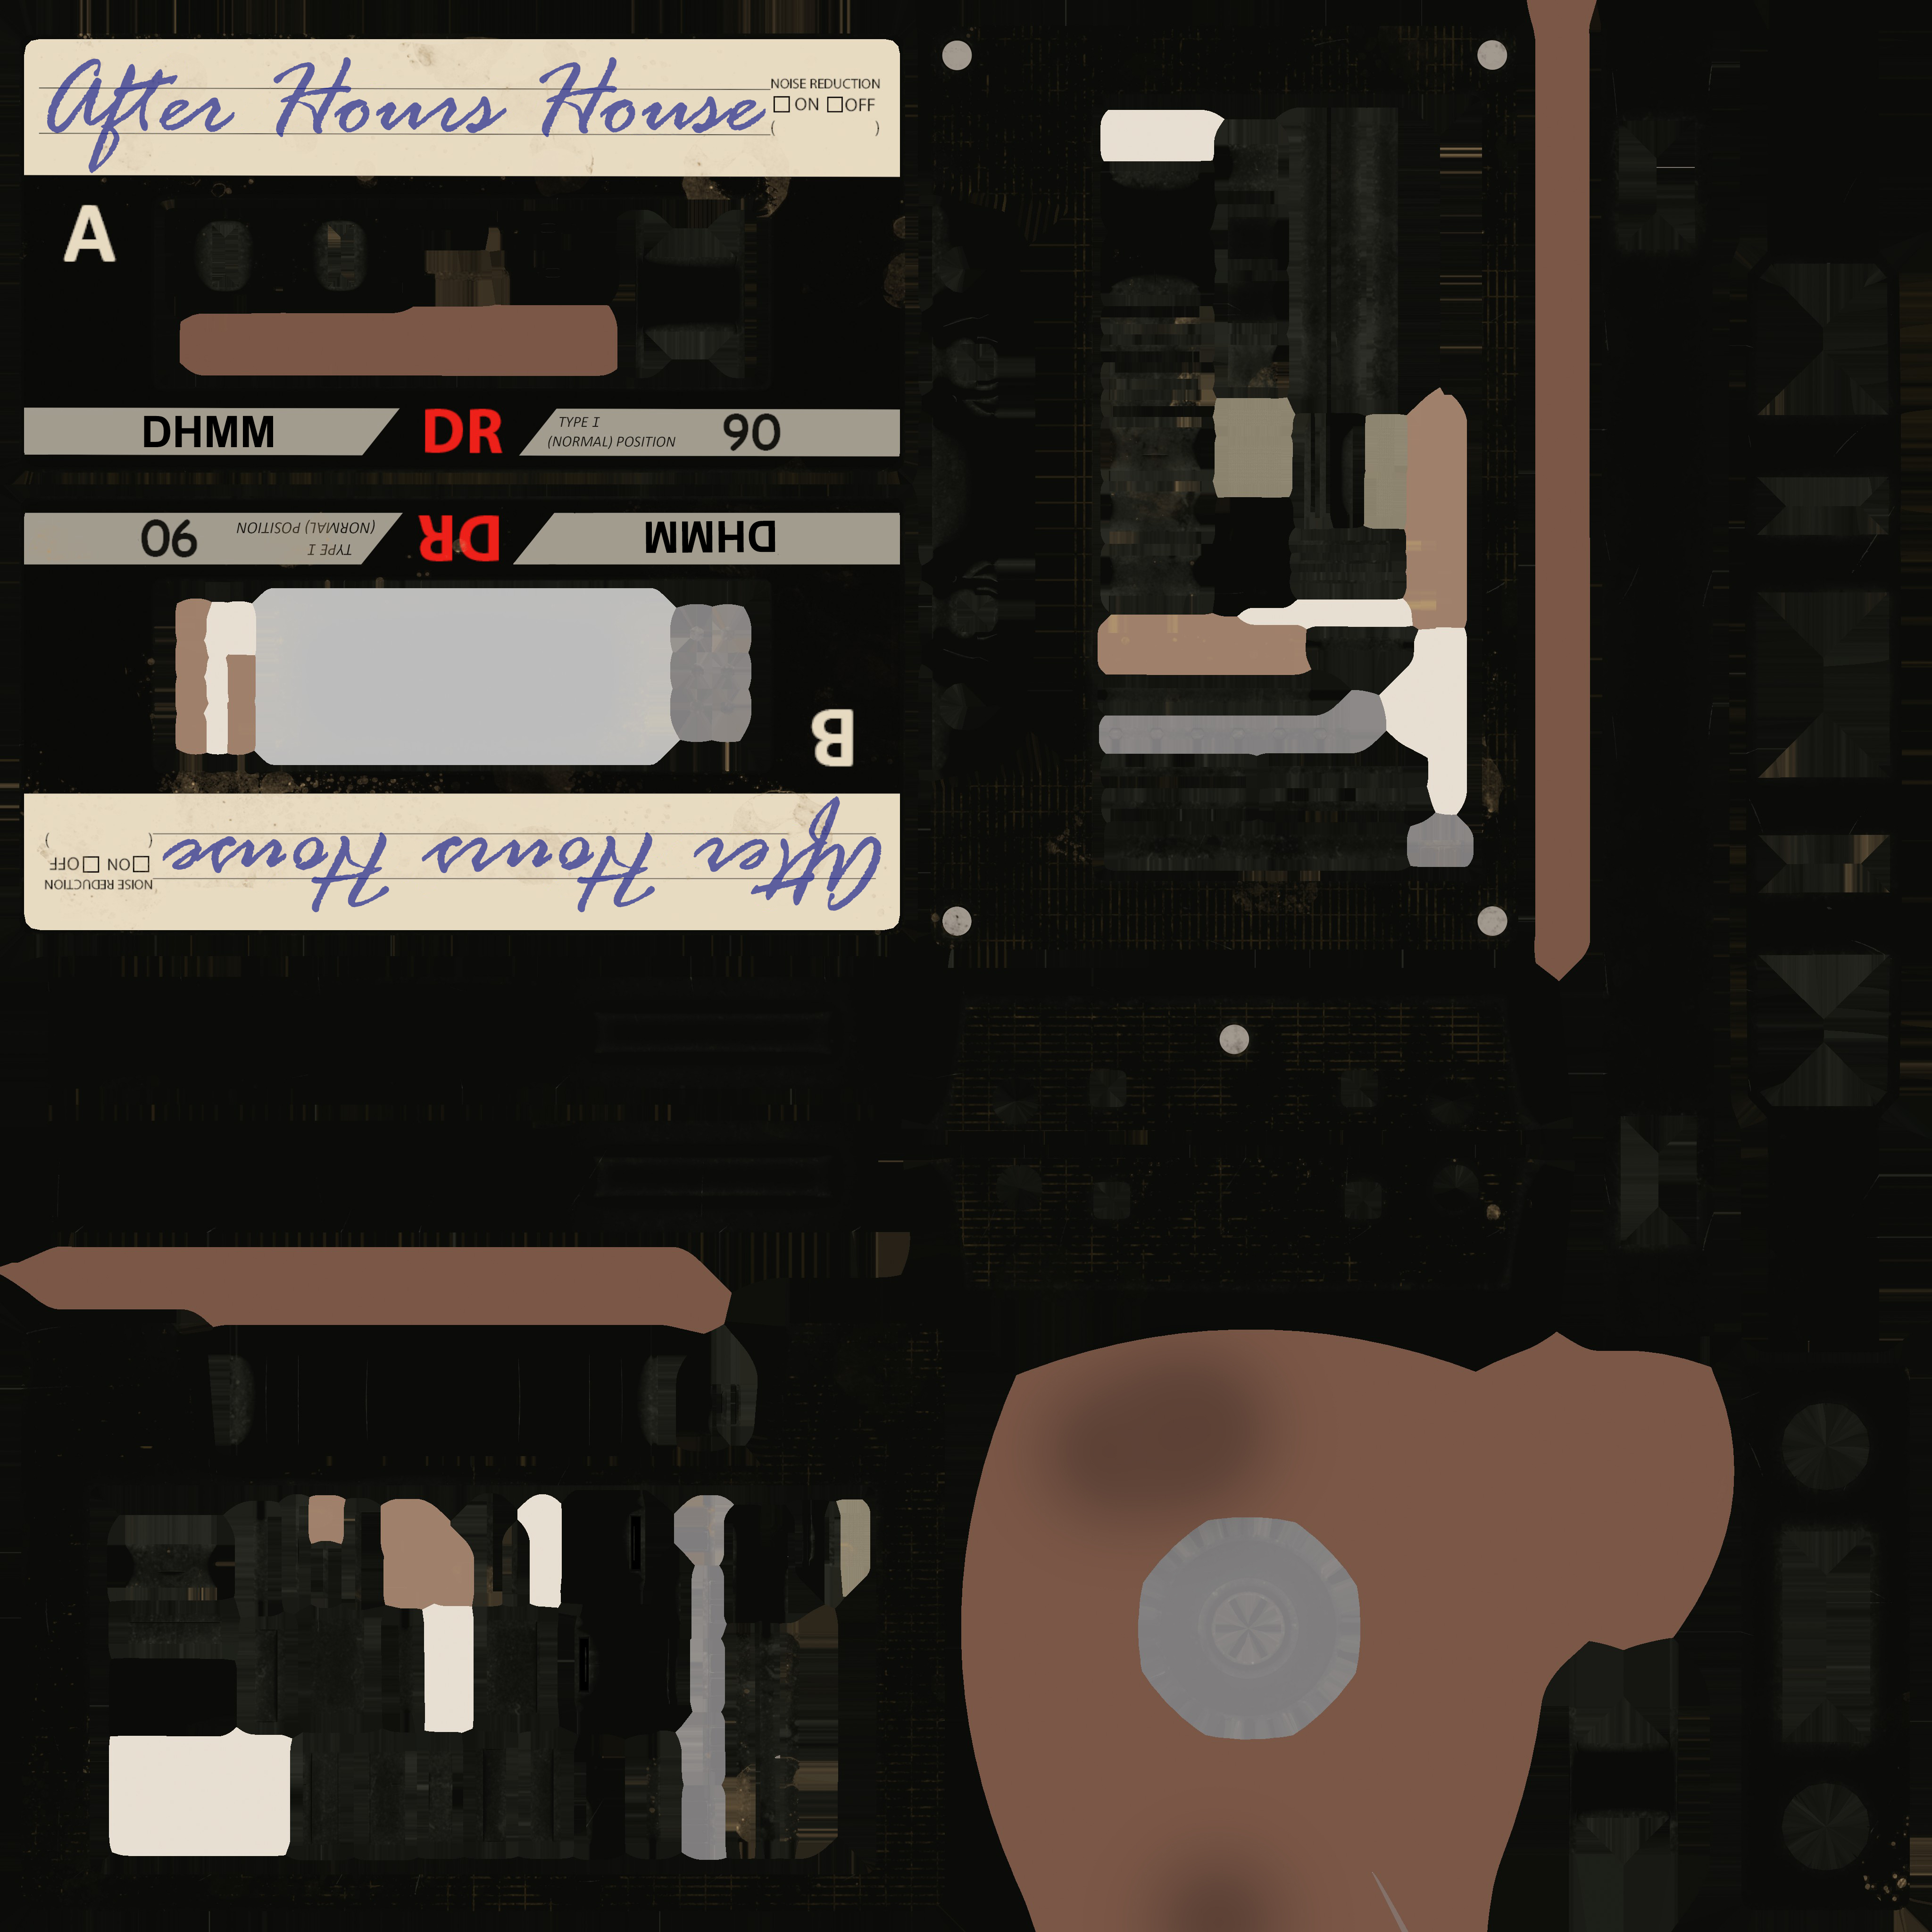 After Hours House
NOISE REDUCTION
ON OFF
( )
A
DHMM DR TYPE I 90
(NORMAL) POSITION
DHMM DR TYPE I 90
(NORMAL) POSITION
B
After Hours House
NOISE REDUCTION
ON OFF
( )